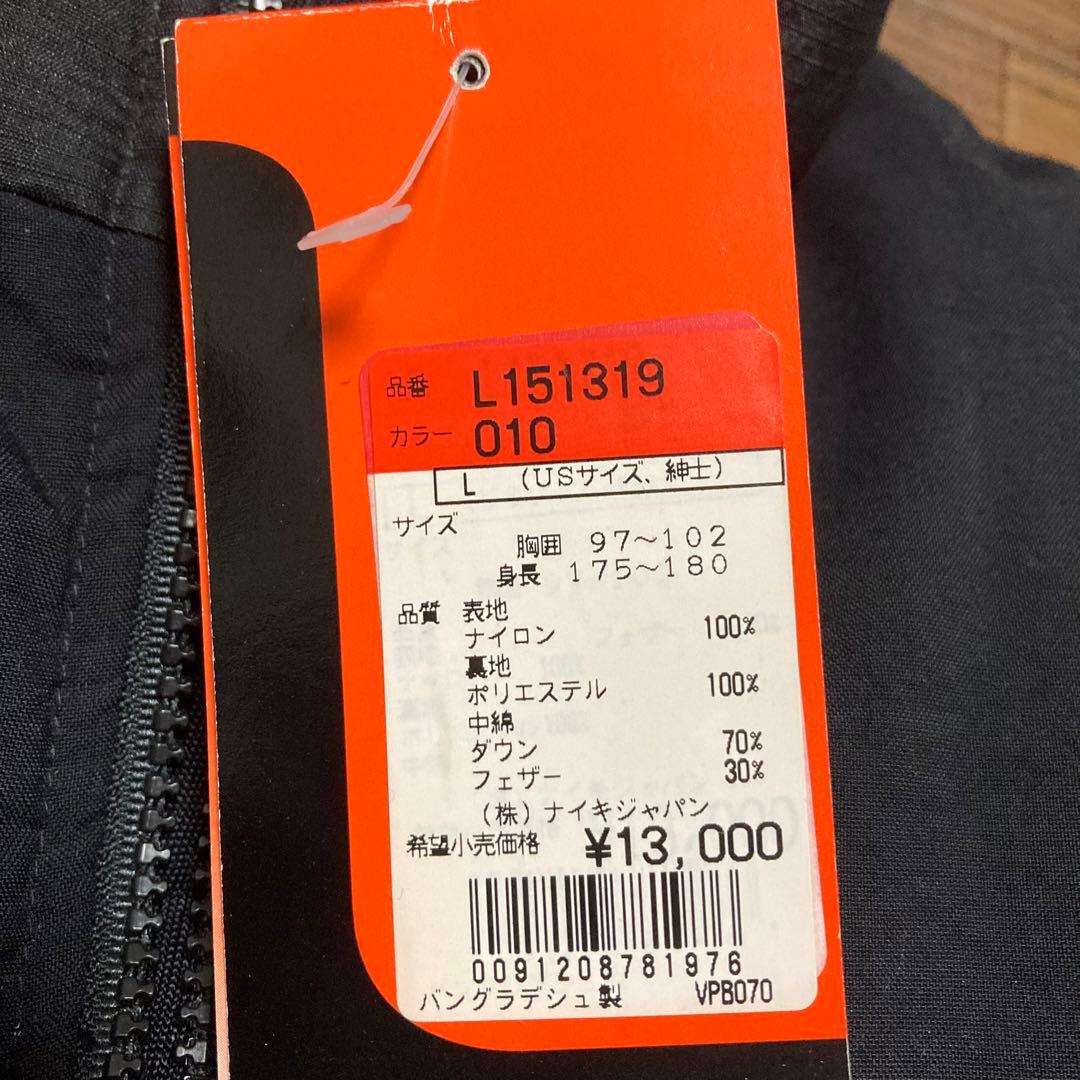 品番 L151319
カラー 010
L (USサイズ、紳士)
サイズ
胸囲 97〜102
身長 175〜180
品質 表地
ナイロン 100%
裏地
ポリエステル 100%
中綿
ダウン 70%
フェザー 30%
(株)ナイキジャパン
希望小売価格 ¥13,000
0091208781976
バングラデシュ製 VPB070